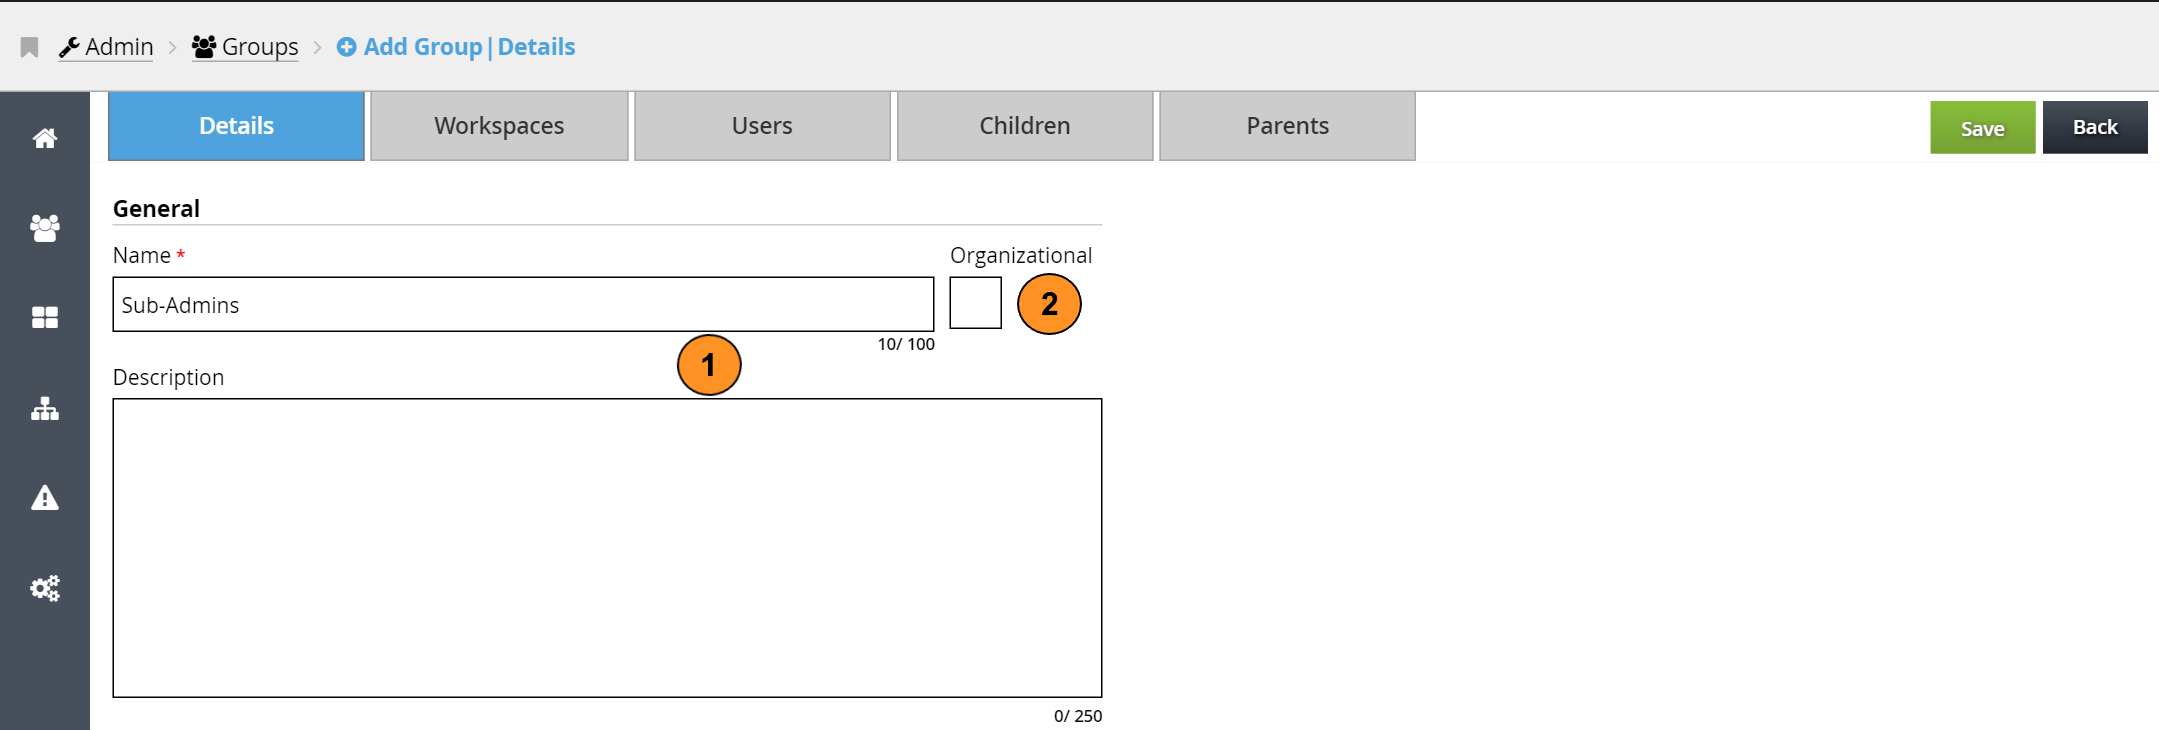 Admin > Groups > Add Group|Details
Details Workspaces Users Children Parents Save Back
General
Name * Organizational
Sub-Admins 2
10/ 100
1
Description
0/ 250